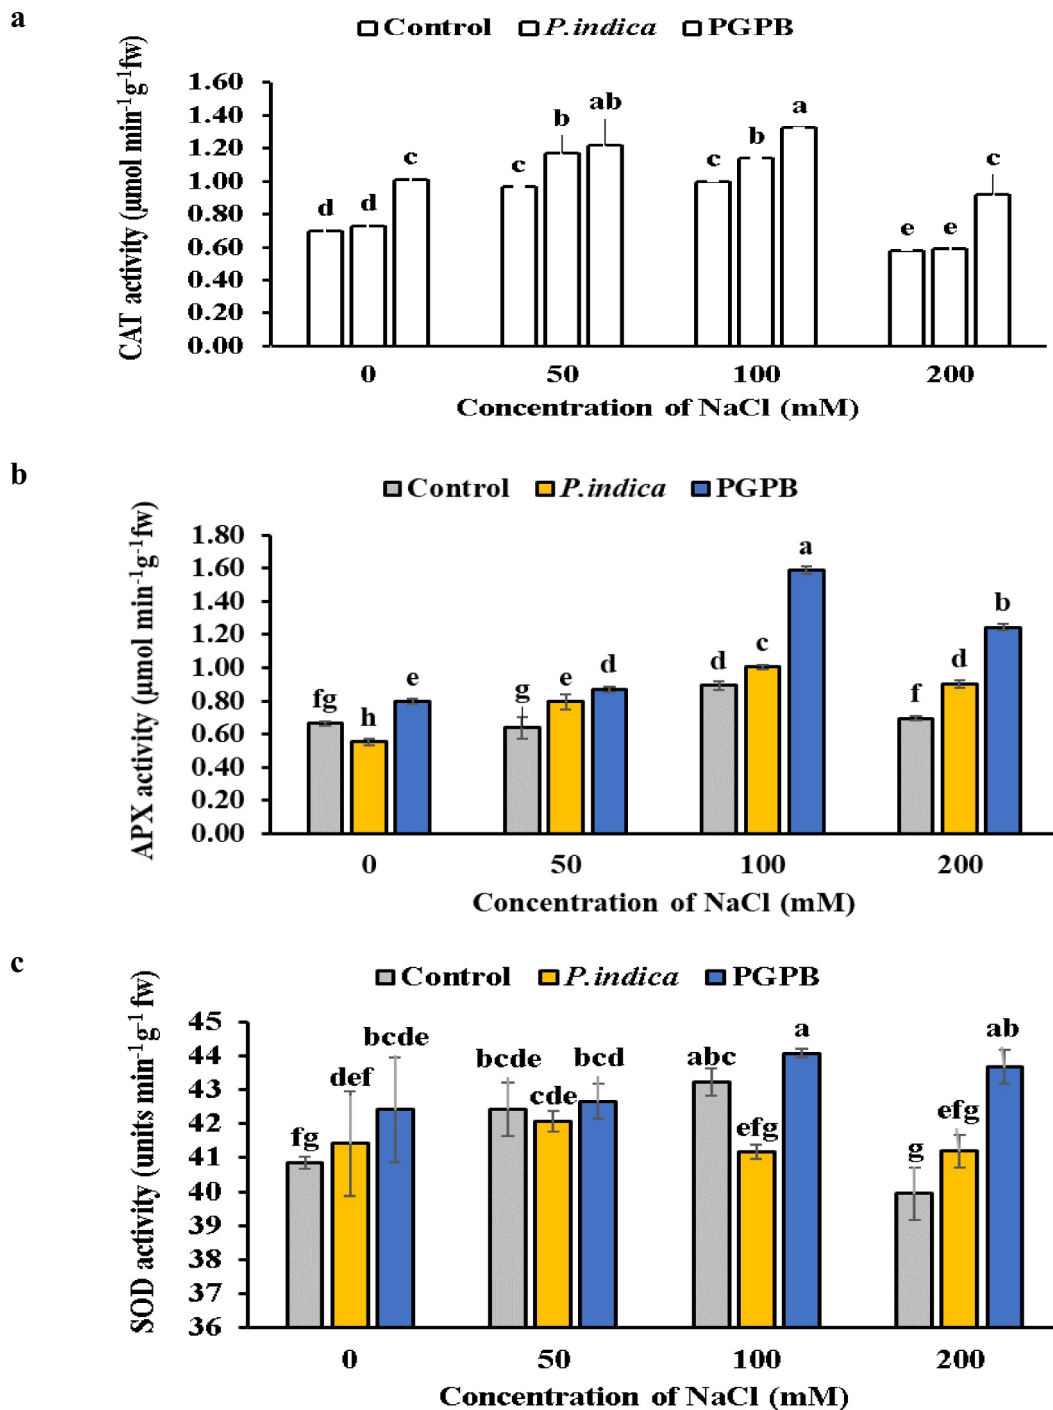 a
Control P.indica PGPB
CAT activity (μmol min⁻¹g⁻¹fw)
1.60
1.40
1.20
1.00
0.80
0.60
0.40
0.20
0.00
d d c
c b ab
c b a
e e c
0 50 100 200
Concentration of NaCl (mM)
b
Control P.indica PGPB
APX activity (μmol min⁻¹g⁻¹fw)
1.80
1.60
1.40
1.20
1.00
0.80
0.60
0.40
0.20
0.00
fg h e
g e d
d c a
f d b
0 50 100 200
Concentration of NaCl (mM)
c
Control P.indica PGPB
SOD activity (units min⁻¹g⁻¹fw)
45
44
43
42
41
40
39
38
37
36
fg def bcde
bcde cde bcd
abc efg a
g efg ab
0 50 100 200
Concentration of NaCl (mM)